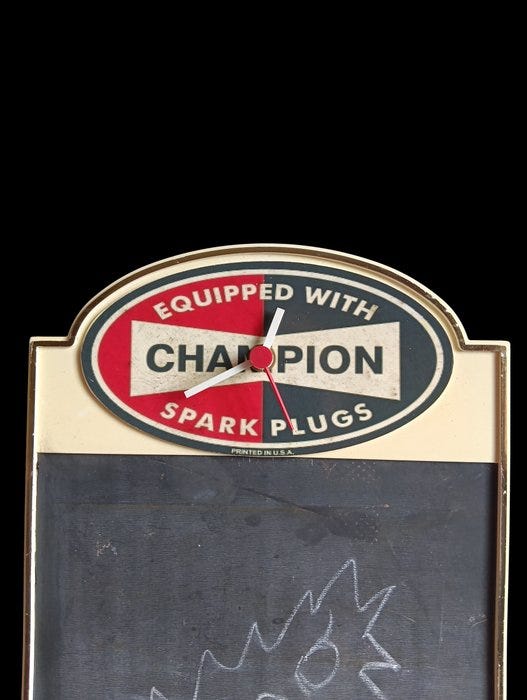 EQUIPPED WITH
CHAMPION
SPARK PLUGS
PRINTED IN U.S.A.